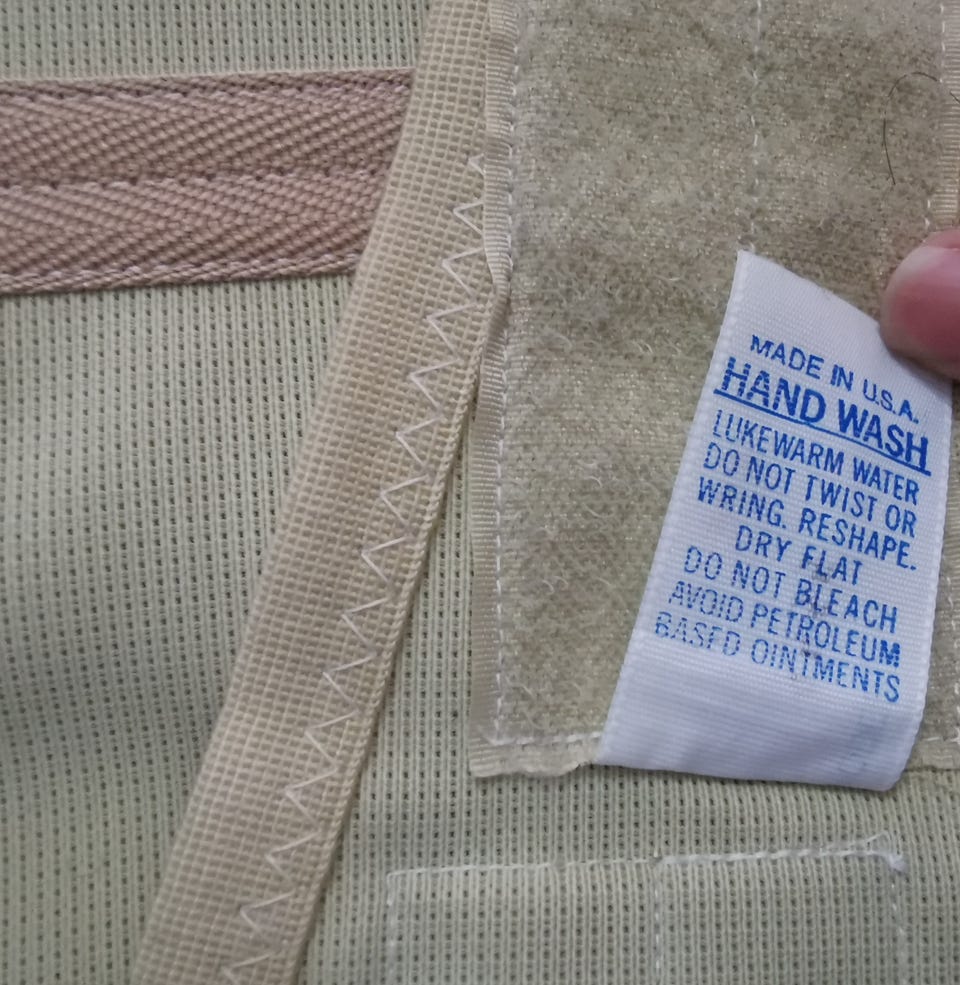 MADE IN U.S.A.
HAND WASH
LUKEWARM WATER
DO NOT TWIST OR
WRING. RESHAPE.
DRY FLAT
DO NOT BLEACH
AVOID PETROLEUM
BASED OINTMENTS